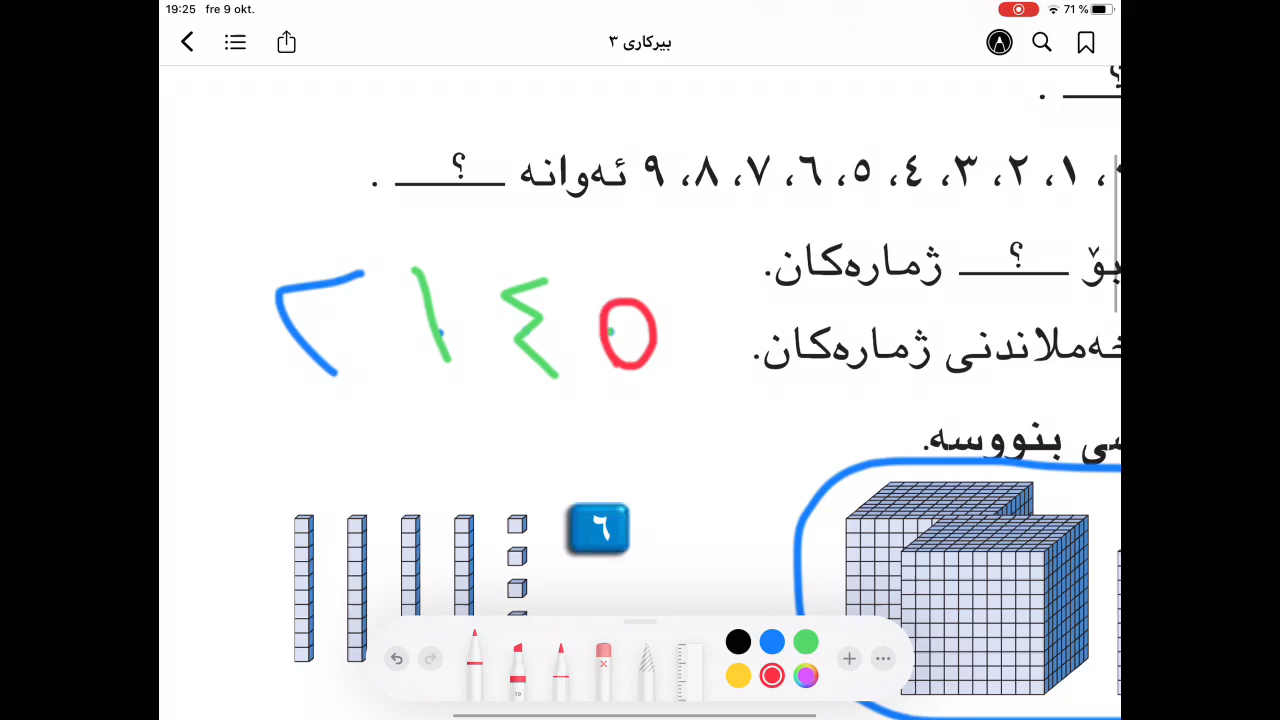 19:25 fre 9 okt. 71 %
بیرکاری ٣
؟ .
، ١، ٢، ٣، ٤، ٥، ٦، ٧، ٨، ٩ ئەوانە ؟ .
بۆ ؟ ژمارەکان.
خەملاندنی ژمارەکان.
٢١٤٥
بنووسە.
٦